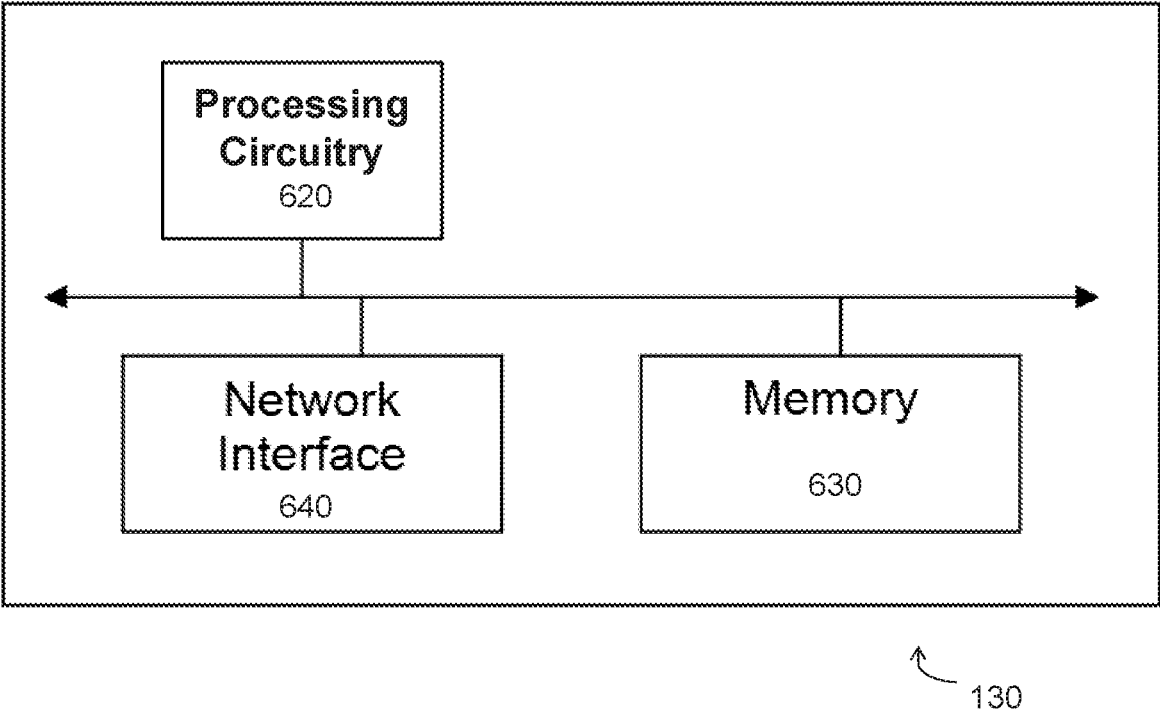 Processing
Circuitry
620
Network
Interface
640
Memory
630
130